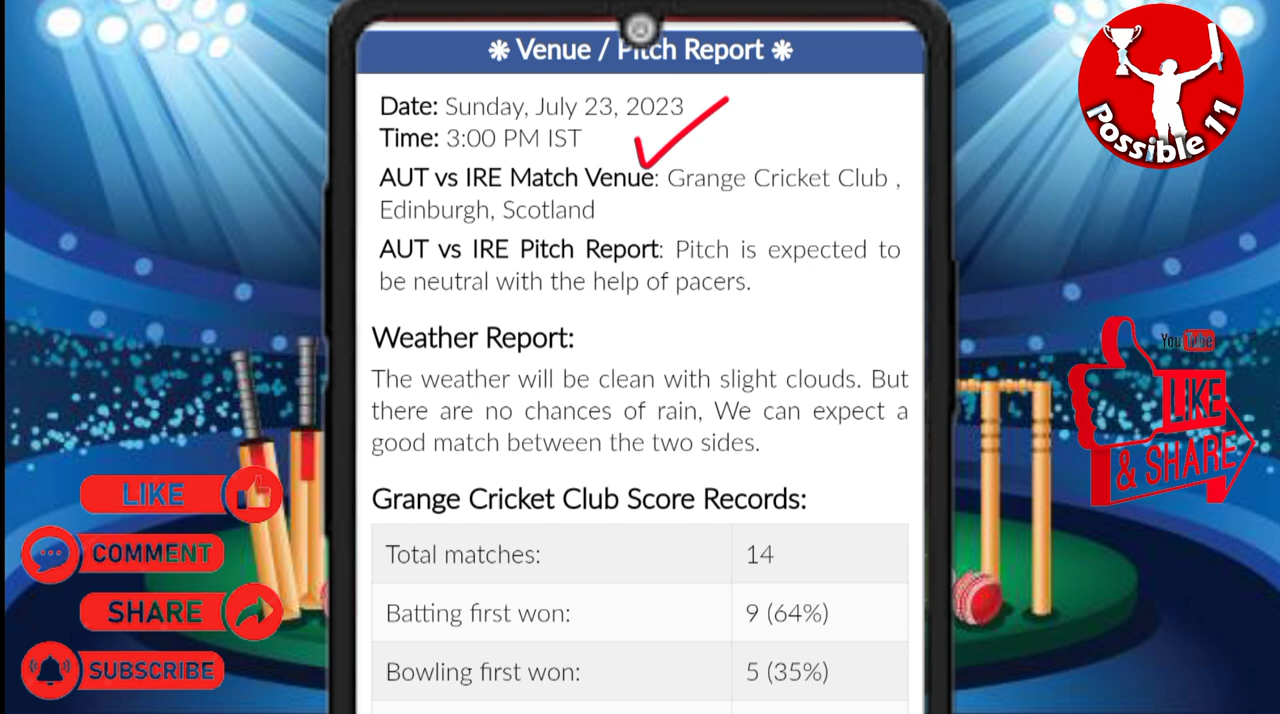 ❋ Venue / Pitch Report ❋
Possible 11
Date: Sunday, July 23, 2023
Time: 3:00 PM IST
AUT vs IRE Match Venue: Grange Cricket Club ,
Edinburgh, Scotland
AUT vs IRE Pitch Report: Pitch is expected to
be neutral with the help of pacers.
Weather Report:
The weather will be clean with slight clouds. But
there are no chances of rain, We can expect a
good match between the two sides.
Grange Cricket Club Score Records:
Total matches: 14
Batting first won: 9 (64%)
Bowling first won: 5 (35%)
LIKE
COMMENT
SHARE
SUBSCRIBE
YouTube
LIKE
& SHARE